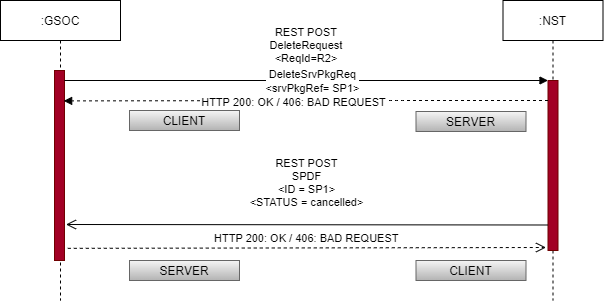 :GSOC
:NST
REST POST
DeleteRequest
<ReqId=R2>
DeleteSrvPkgReq
<srvPkgRef= SP1>
HTTP 200: OK / 406: BAD REQUEST
CLIENT
SERVER
REST POST
SPDF
<ID = SP1>
<STATUS = cancelled>
HTTP 200: OK / 406: BAD REQUEST
SERVER
CLIENT